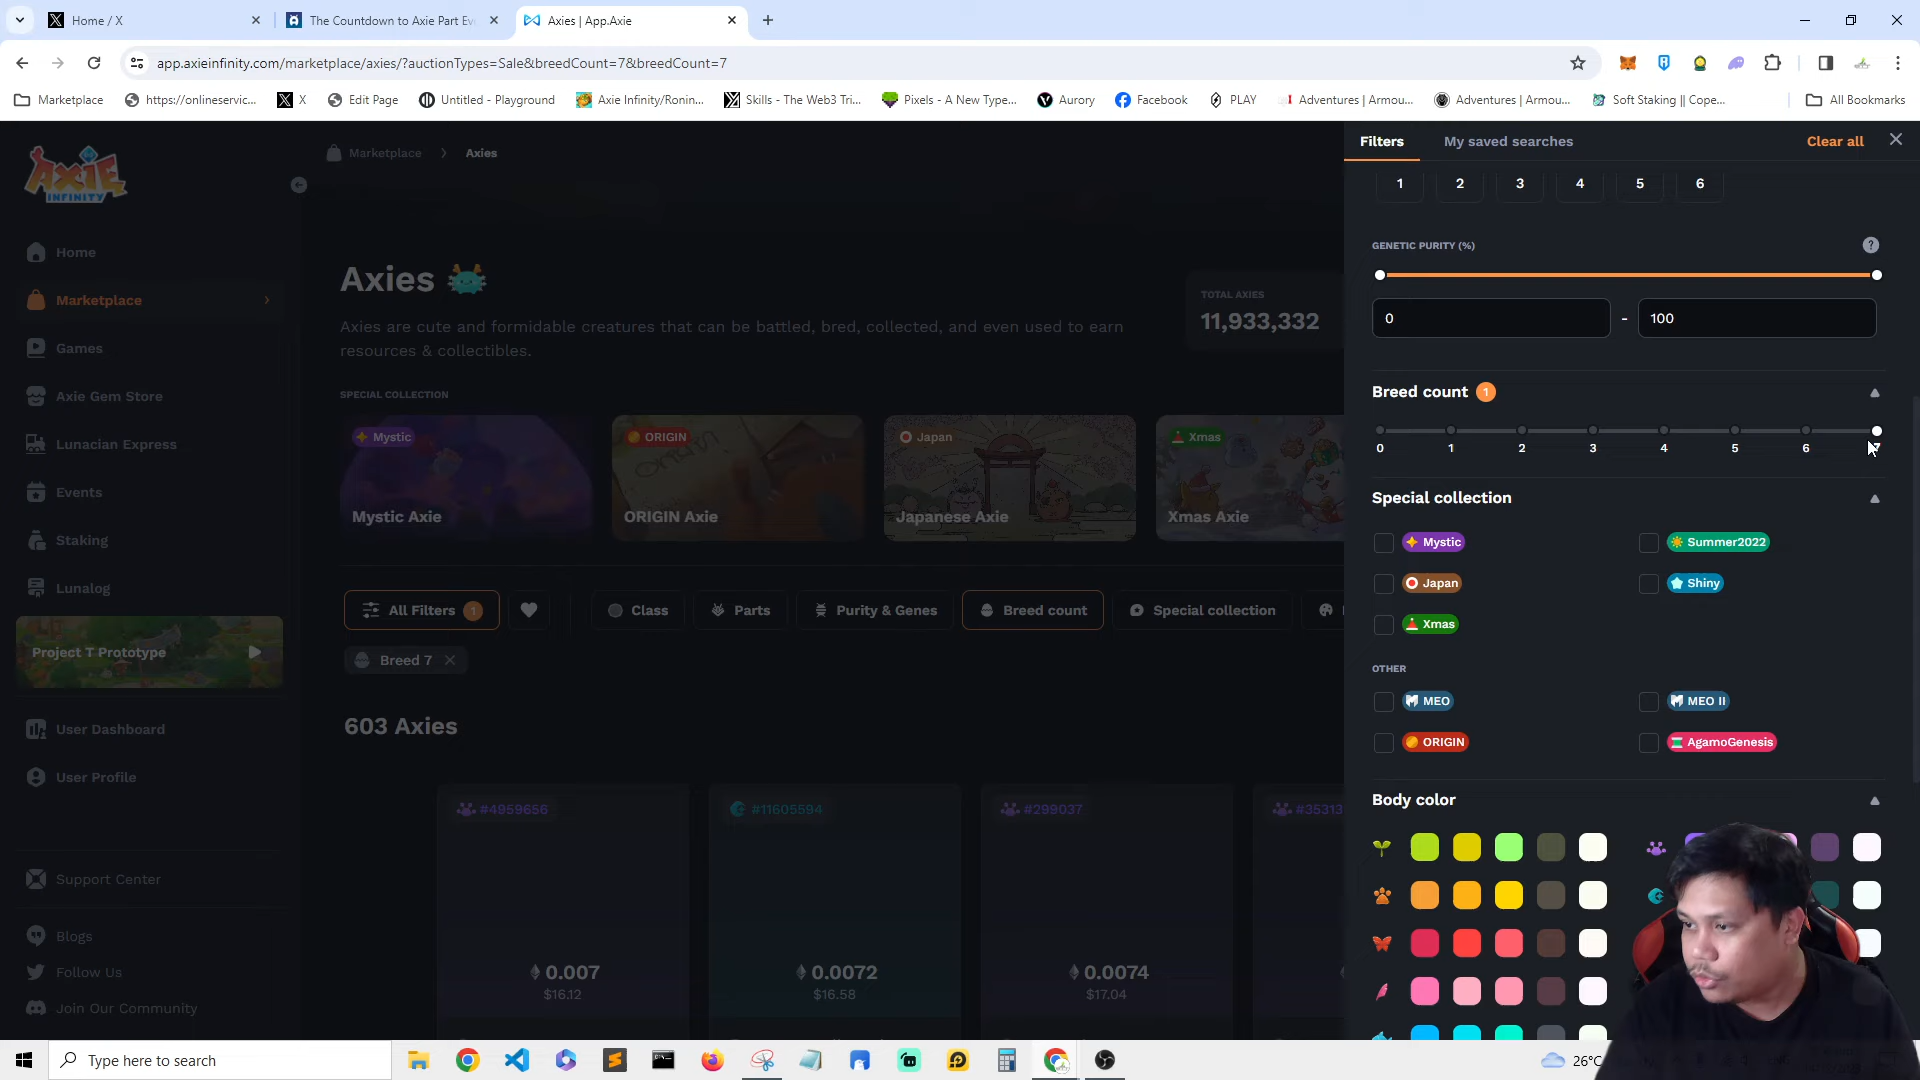 Home / X
The Countdown to Axie Part Ev
Axies | App.Axie
app.axieinfinity.com/marketplace/axies/?auctionTypes=Sale&breedCount=7&breedCount=7
Marketplace
https://onlineservic...
X
Edit Page
Untitled - Playground
Axie Infinity/Ronin...
Skills - The Web3 Tri...
Pixels - A New Type...
Aurory
Facebook
PLAY
Adventures | Armou...
Adventures | Armou...
Soft Staking || Cope...
All Bookmarks
AXIE
INFINITY
Home
Marketplace
Games
Axie Gem Store
Lunacian Express
Events
Staking
Lunalog
Project T Prototype
User Dashboard
User Profile
Support Center
Blogs
Follow Us
Join Our Community
Marketplace > Axies
Axies
Axies are cute and formidable creatures that can be battled, bred, collected, and even used to earn
resources & collectibles.
TOTAL AXIES
11,933,332
SPECIAL COLLECTION
Mystic
Mystic Axie
ORIGIN
ORIGIN Axie
Japan
Japanese Axie
Xmas
Xmas Axie
All Filters 1
Class
Parts
Purity & Genes
Breed count
Special collection
Breed 7
603 Axies
#4959656
0.007
$16.12
#11605594
0.0072
$16.58
#299037
0.0074
$17.04
#35313
Filters
My saved searches
Clear all
1 2 3 4 5 6
GENETIC PURITY (%)
?
0 - 100
Breed count 1
0 1 2 3 4 5 6 7
Special collection
Mystic
Summer2022
Japan
Shiny
Xmas
OTHER
MEO
MEO II
ORIGIN
AgamoGenesis
Body color
Type here to search
26°C